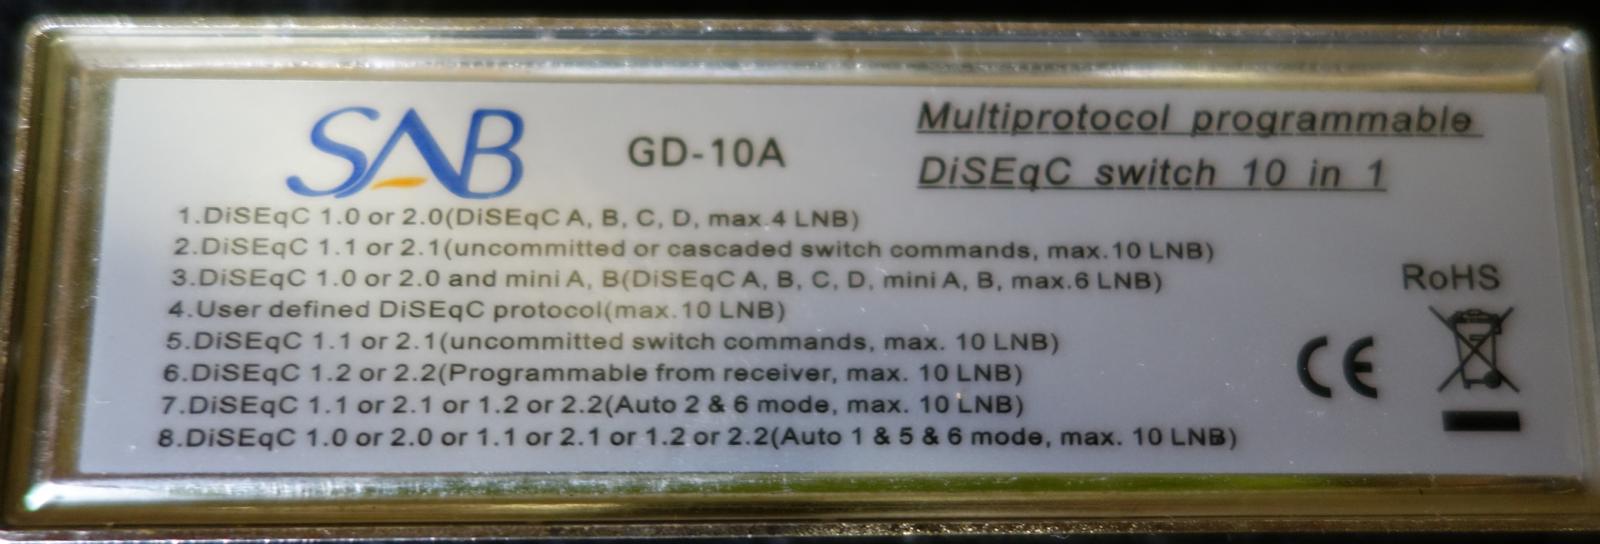 SAB
GD-10A
Multiprotocol programmable
DiSEqC switch 10 in 1
1.DiSEqC 1.0 or 2.0(DiSEqC A, B, C, D, max.4 LNB)
2.DiSEqC 1.1 or 2.1(uncommitted or cascaded switch commands, max.10 LNB)
3.DiSEqC 1.0 or 2.0 and mini A, B(DiSEqC A, B, C, D, mini A, B, max.6 LNB)
4.User defined DiSEqC protocol(max.10 LNB)
5.DiSEqC 1.1 or 2.1(uncommitted switch commands, max. 10 LNB)
6.DiSEqC 1.2 or 2.2(Programmable from receiver, max. 10 LNB)
7.DiSEqC 1.1 or 2.1 or 1.2 or 2.2(Auto 2 & 6 mode, max. 10 LNB)
8.DiSEqC 1.0 or 2.0 or 1.1 or 2.1 or 1.2 or 2.2(Auto 1 & 5 & 6 mode, max. 10 LNB)
RoHS
CE